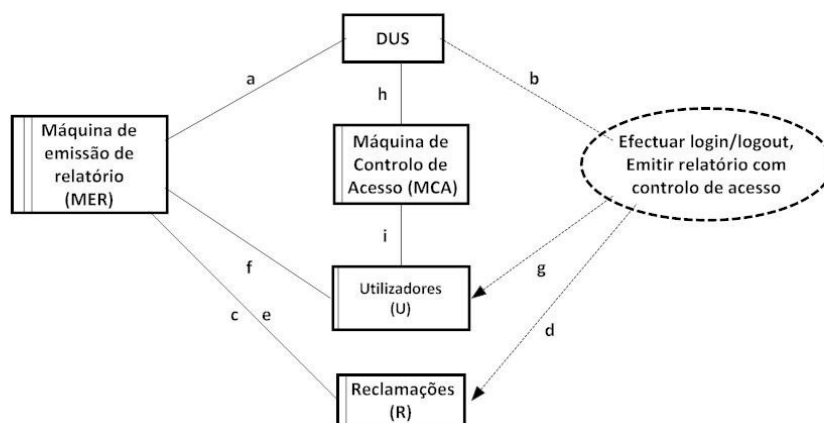 DUS
a
b
h
Máquina de
emissão de
relatório
(MER)
Máquina de
Controlo de
Acesso (MCA)
Efectuar login/logout,
Emitir relatório com
controlo de acesso
i
f
g
Utilizadores
(U)
c e
d
Reclamações
(R)